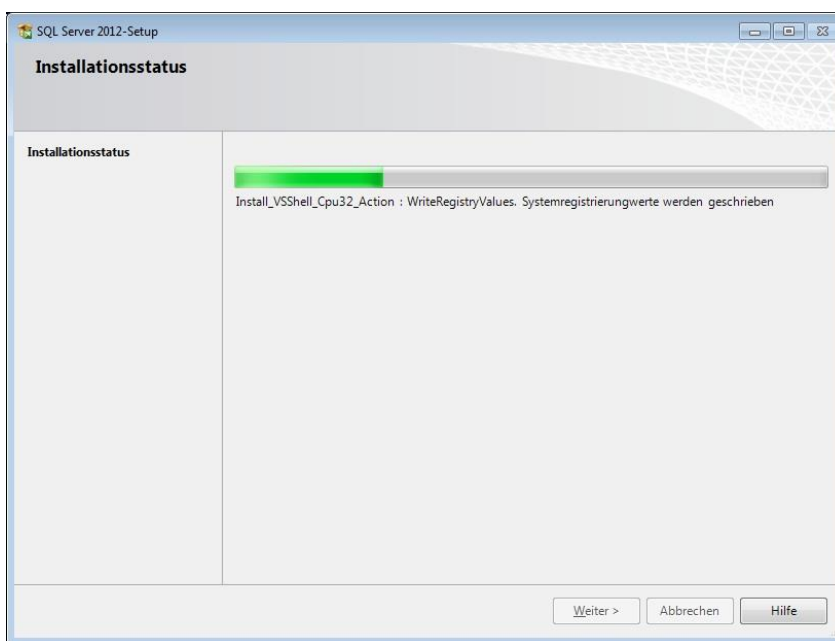 SQL Server 2012-Setup
Installationsstatus
Installationsstatus
Install_VSShell_Cpu32_Action : WriteRegistryValues. Systemregistrierungwerte werden geschrieben
Weiter >
Abbrechen
Hilfe